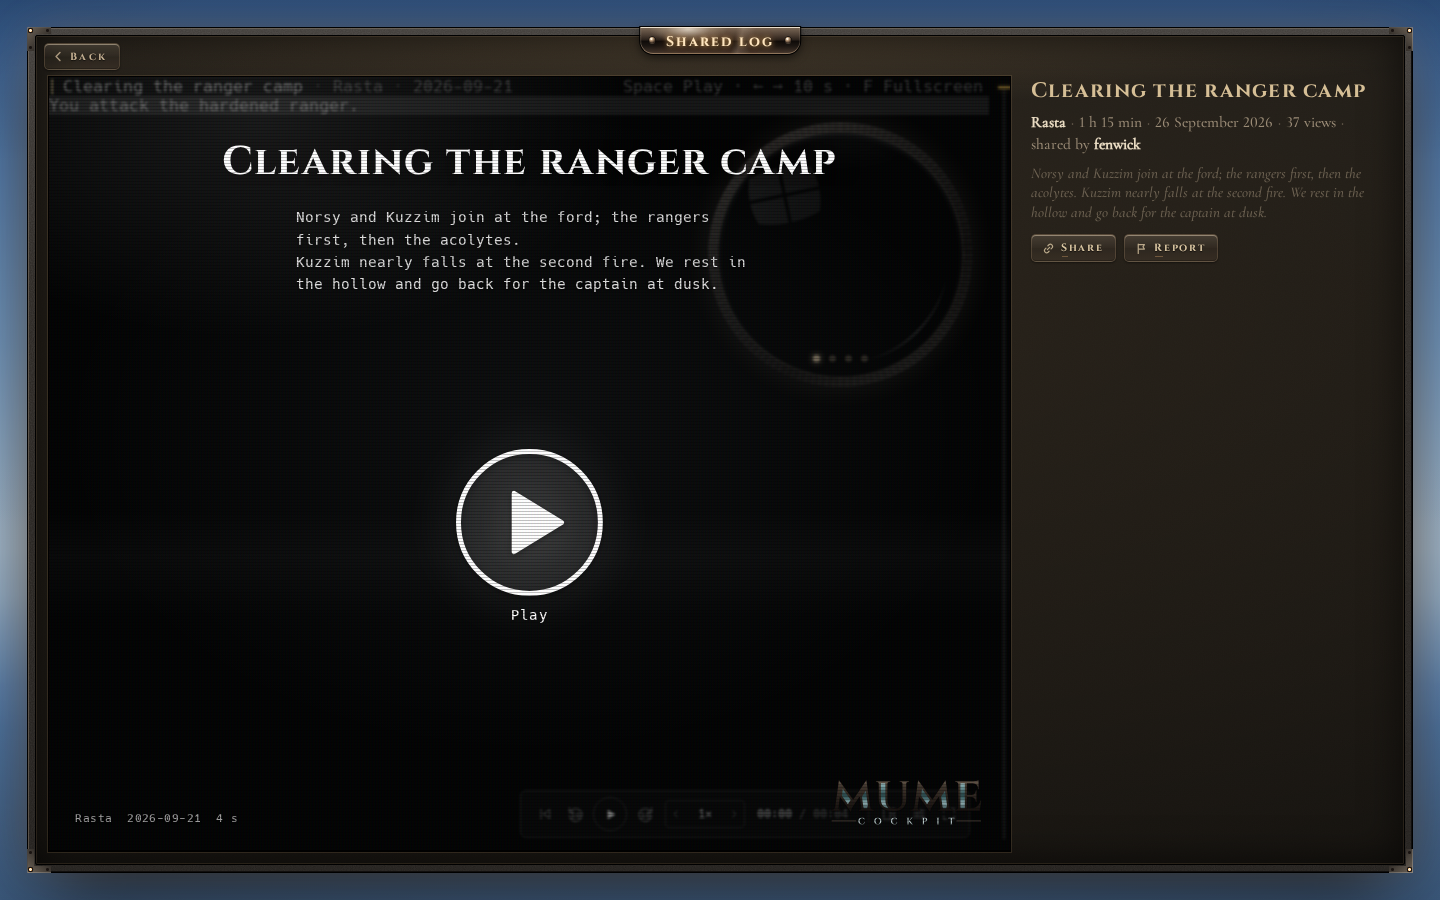 Shared log
Back
Clearing the ranger camp · Rasta · 2026-09-21
Space Play · ← → 10 s · F Fullscreen
You attack the hardened ranger.
Clearing the ranger camp
Norsy and Kuzzim join at the ford; the rangers
first, then the acolytes.
Kuzzim nearly falls at the second fire. We rest in
the hollow and go back for the captain at dusk.
Play
Rasta 2026-09-21 4 s
1x
00:00 /
MUME
COCKPIT
Clearing the ranger camp
Rasta · 1 h 15 min · 26 September 2026 · 37 views ·
shared by fenwick
Norsy and Kuzzim join at the ford; the rangers first, then the
acolytes. Kuzzim nearly falls at the second fire. We rest in the
hollow and go back for the captain at dusk.
Share
Report